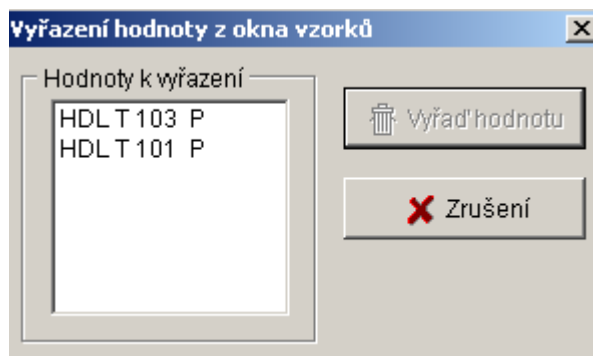 Vyřazení hodnoty z okna vzorků
Hodnoty k vyřazení
HDL T 103 P
HDL T 101 P
Vyřaď hodnotu
Zrušení